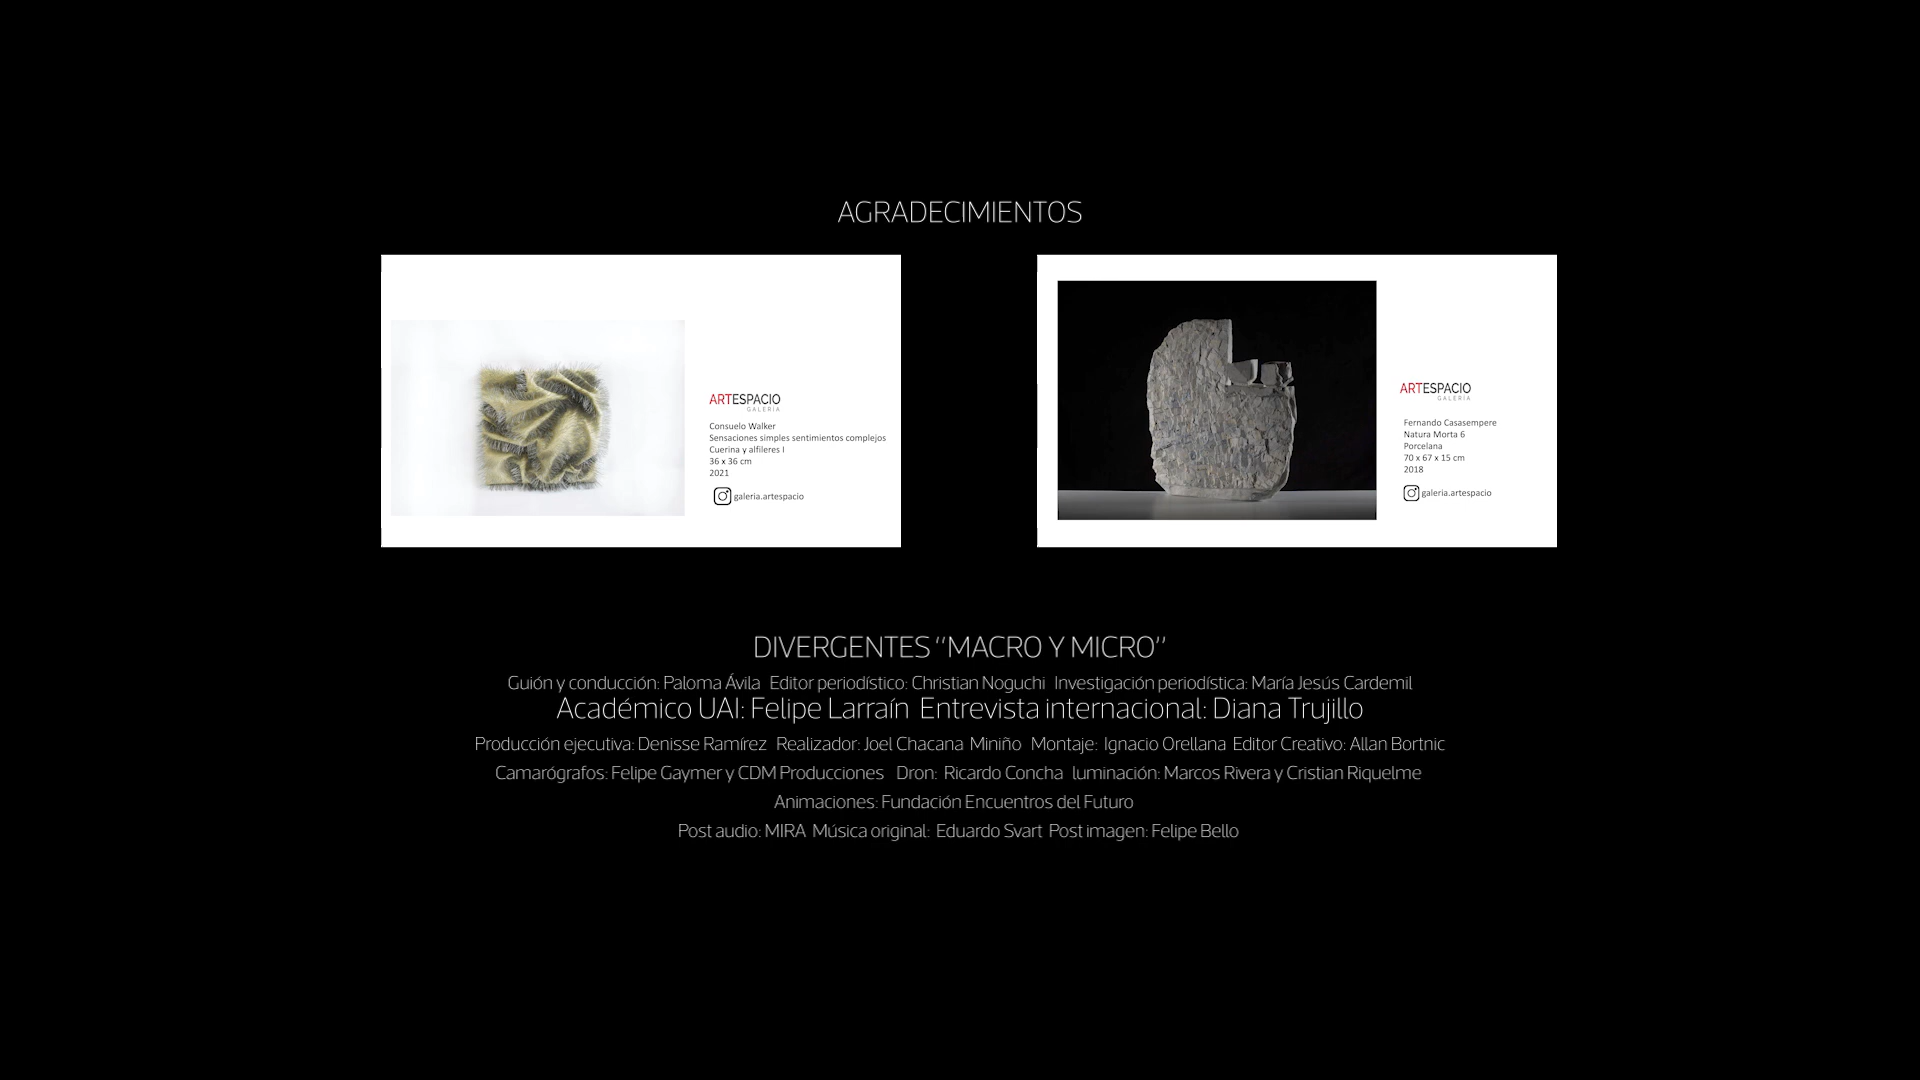 AGRADECIMIENTOS
ARTESPACIO
GALERIA
Consuelo Walker
Sensaciones simples sentimientos complejos
Cuerina y alfileres I
36 x 36 cm
2021
galeria.artespacio
ARTESPACIO
GALERIA
Fernando Casasempere
Natura Morta 6
Porcelana
70 x 67 x 15 cm
2018
galeria.artespacio
DIVERGENTES “MACRO Y MICRO”
Guión y conducción: Paloma Ávila Editor periodístico: Christian Noguchi Investigación periodística: María Jesús Cardemil
Académico UAI: Felipe Larraín Entrevista internacional: Diana Trujillo
Producción ejecutiva: Denisse Ramírez Realizador: Joel Chacana Miniño Montaje: Ignacio Orellana Editor Creativo: Allan Bortnic
Camarógrafos: Felipe Gaymer y CDM Producciones Dron: Ricardo Concha luminación: Marcos Rivera y Cristian Riquelme
Animaciones: Fundación Encuentros del Futuro
Post audio: MIRA Música original: Eduardo Svart Post imagen: Felipe Bello